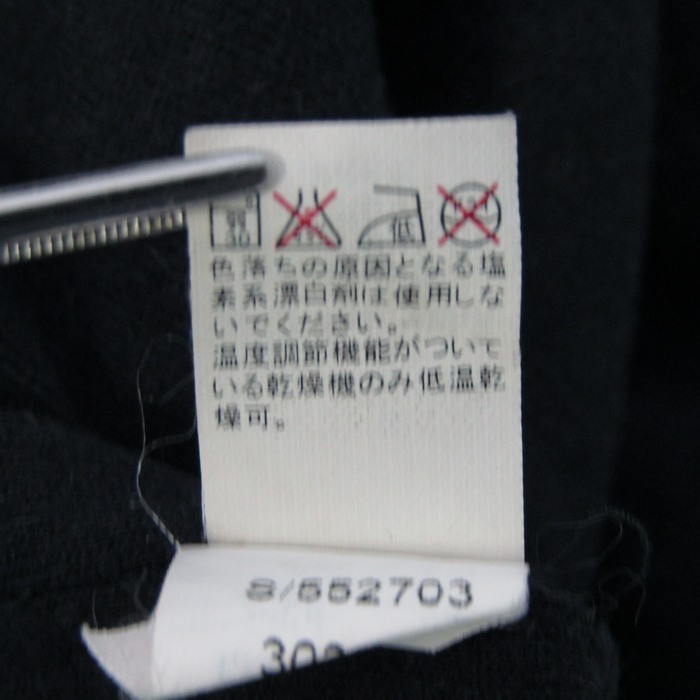 低
色落ちの原因となる塩
素系漂白剤は使用しな
いでください。
温度調節機能がついて
いる乾燥機のみ低温乾
燥可。
S/552703